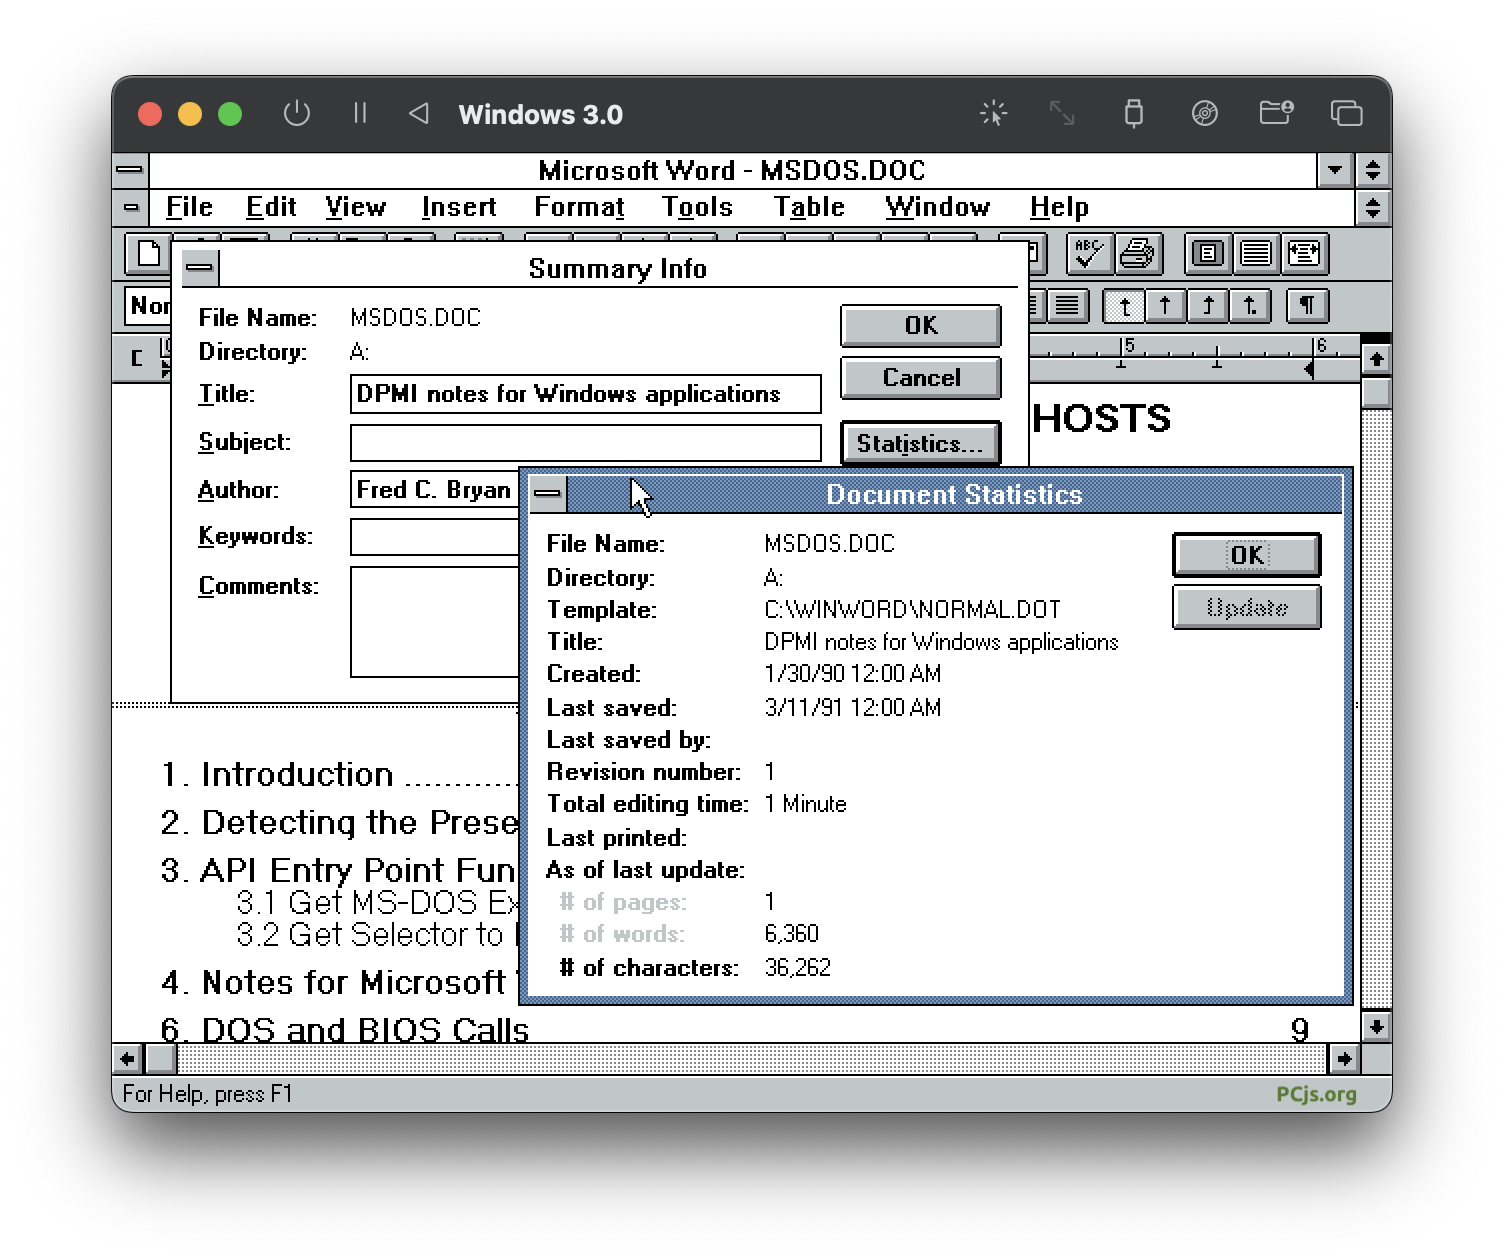 Windows 3.0
Microsoft Word - MSDOS.DOC
File Edit View Insert Format Tools Table Window Help
ABC
Summary Info
File Name: MSDOS.DOC
Directory: A:
Title: DPMI notes for Windows applications
Subject:
Author: Fred C. Bryan
Keywords:
Comments:
OK
Cancel
Statistics...
5 6
HOSTS
Document Statistics
File Name: MSDOS.DOC
Directory: A:
Template: C:\WINWORD\NORMAL.DOT
Title: DPMI notes for Windows applications
Created: 1/30/90 12:00 AM
Last saved: 3/11/91 12:00 AM
Last saved by:
Revision number: 1
Total editing time: 1 Minute
Last printed:
As of last update:
# of pages: 1
# of words: 6,360
# of characters: 36,262
OK
Update
1. Introduction ..........
2. Detecting the Prese
3. API Entry Point Fun
3.1 Get MS-DOS Ex
3.2 Get Selector to
4. Notes for Microsoft
6. DOS and BIOS Calls 9
For Help, press F1
PCjs.org